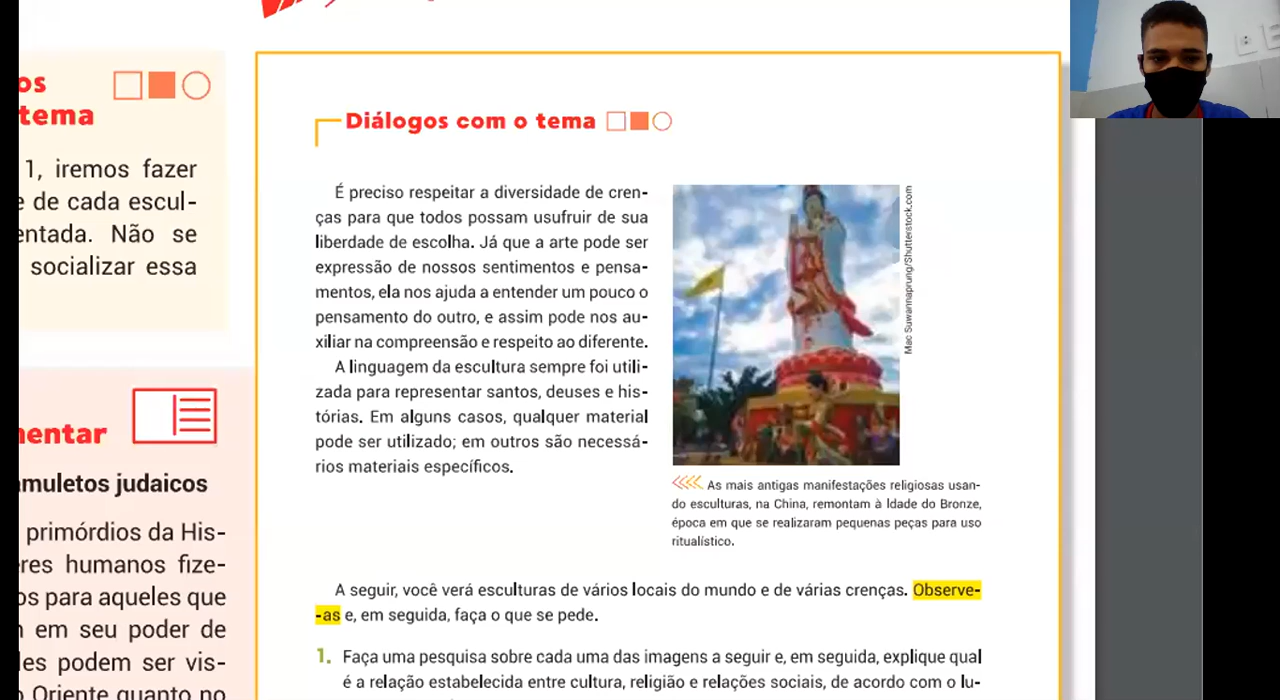 os
tema
1, iremos fazer
e de cada escul-
entada. Não se
socializar essa
mentar
muletos judaicos
primórdios da His-
res humanos fize-
os para aqueles que
em seu poder de
les podem ser vis-
Oriente quanto no
Diálogos com o tema
É preciso respeitar a diversidade de cren-
ças para que todos possam usufruir de sua
liberdade de escolha. Já que a arte pode ser
expressão de nossos sentimentos e pensa-
mentos, ela nos ajuda a entender um pouco o
pensamento do outro, e assim pode nos au-
xiliar na compreensão e respeito ao diferente.
A linguagem da escultura sempre foi utili-
zada para representar santos, deuses e his-
tórias. Em alguns casos, qualquer material
pode ser utilizado; em outros são necessá-
rios materiais específicos.
Mac Suwannaprung/Shutterstock.com
As mais antigas manifestações religiosas usan-
do esculturas, na China, remontam à Idade do Bronze,
época em que se realizaram pequenas peças para uso
ritualístico.
A seguir, você verá esculturas de vários locais do mundo e de várias crenças. Observe-
-as e, em seguida, faça o que se pede.
1. Faça uma pesquisa sobre cada uma das imagens a seguir e, em seguida, explique qual
é a relação estabelecida entre cultura, religião e relações sociais, de acordo com o lu-